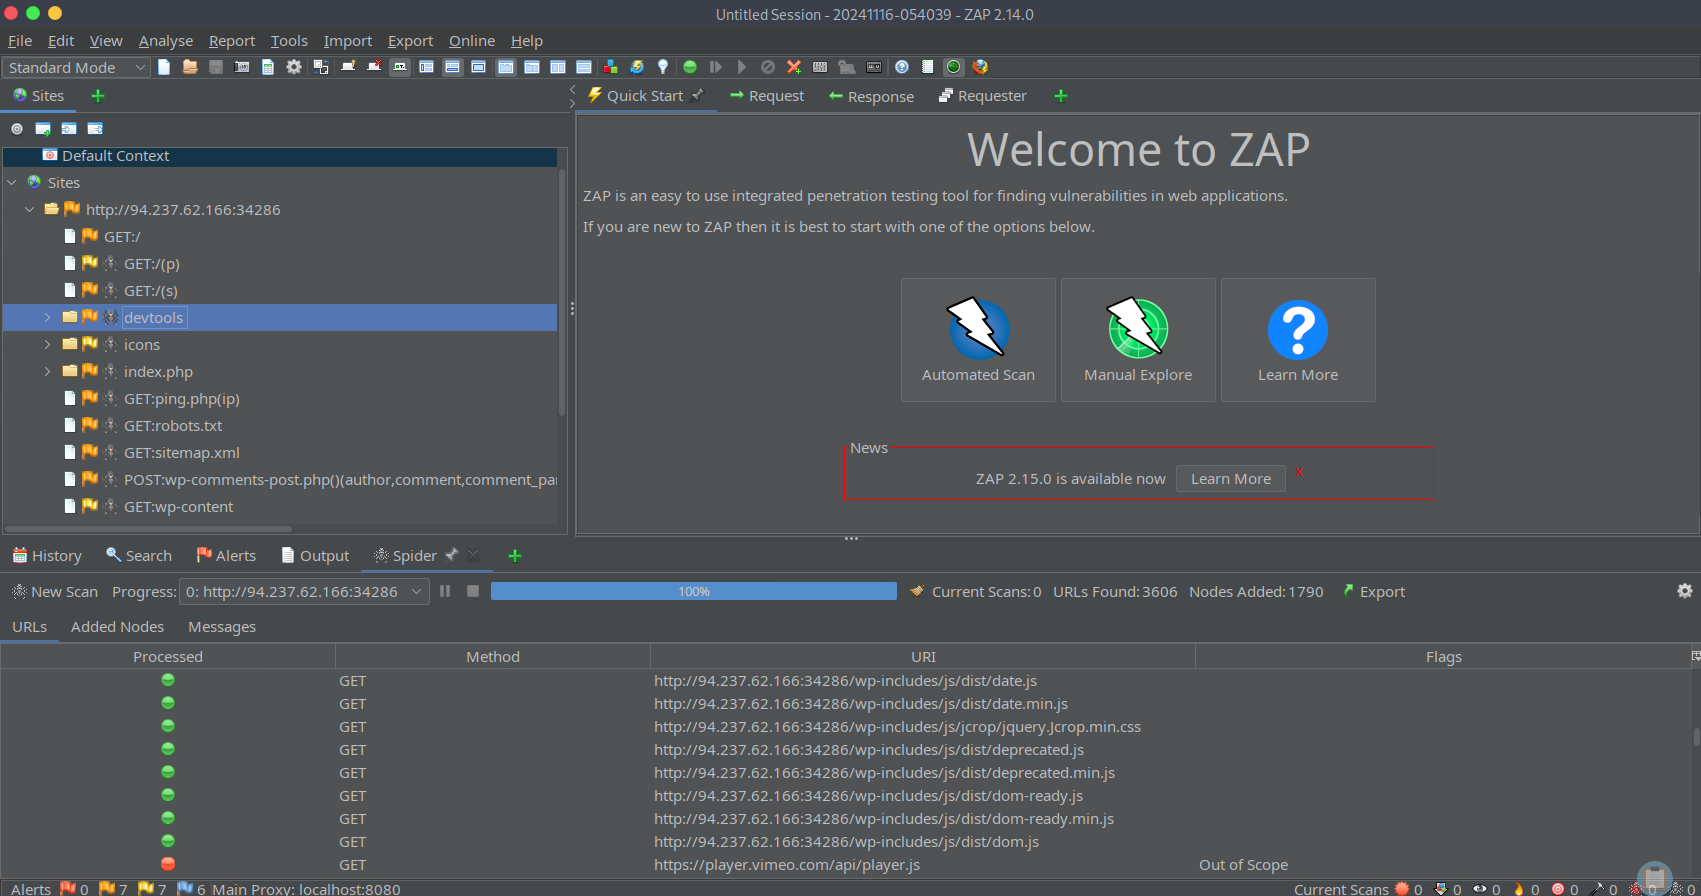 Untitled Session - 20241116-054039 - ZAP 2.14.0
File Edit View Analyse Report Tools Import Export Online Help
Standard Mode
Sites
Quick Start Request Response Requester
Default Context
Sites
http://94.237.62.166:34286
GET:/
GET:/(p)
GET:/(s)
devtools
icons
index.php
GET:ping.php(ip)
GET:robots.txt
GET:sitemap.xml
POST:wp-comments-post.php()(author,comment,comment_pa
GET:wp-content
Welcome to ZAP
ZAP is an easy to use integrated penetration testing tool for finding vulnerabilities in web applications.
If you are new to ZAP then it is best to start with one of the options below.
Automated Scan Manual Explore Learn More
News
ZAP 2.15.0 is available now Learn More x
History Search Alerts Output Spider
New Scan Progress: 0: http://94.237.62.166:34286 100% Current Scans: 0 URLs Found: 3606 Nodes Added: 1790 Export
URLs Added Nodes Messages
Processed Method URI Flags
GET http://94.237.62.166:34286/wp-includes/js/dist/date.js
GET http://94.237.62.166:34286/wp-includes/js/dist/date.min.js
GET http://94.237.62.166:34286/wp-includes/js/jcrop/jquery.Jcrop.min.css
GET http://94.237.62.166:34286/wp-includes/js/dist/deprecated.js
GET http://94.237.62.166:34286/wp-includes/js/dist/deprecated.min.js
GET http://94.237.62.166:34286/wp-includes/js/dist/dom-ready.js
GET http://94.237.62.166:34286/wp-includes/js/dist/dom-ready.min.js
GET http://94.237.62.166:34286/wp-includes/js/dist/dom.js
GET https://player.vimeo.com/api/player.js Out of Scope
Alerts 0 7 7 6 Main Proxy: localhost:8080 Current Scans 0 0 0 0 0 0 0 0